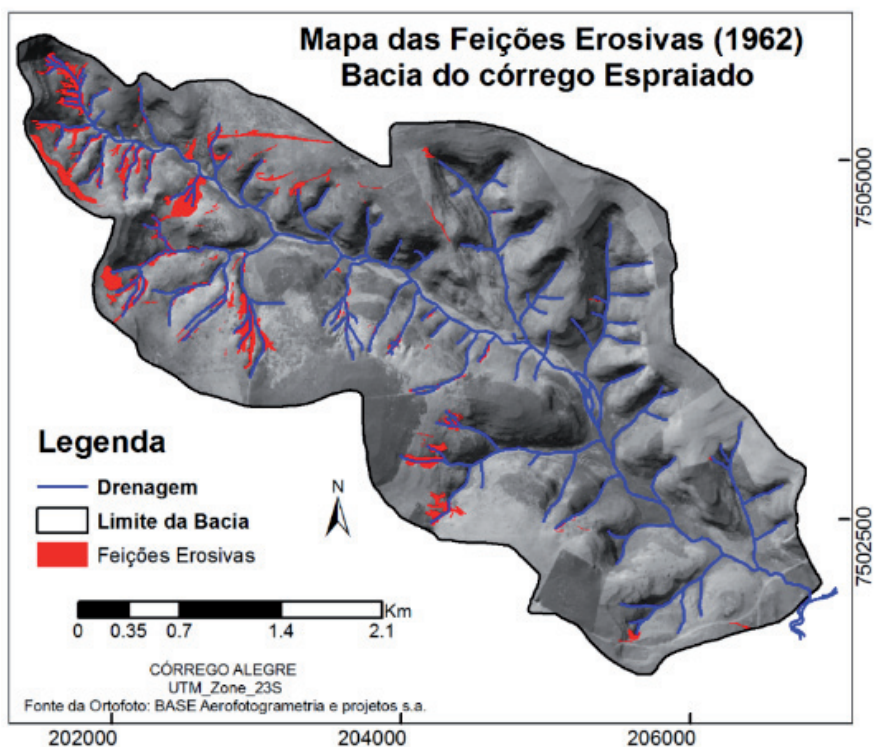 Mapa das Feições Erosivas (1962)
Bacia do córrego Espraiado
7505000
7502500
Legenda
Drenagem
Limite da Bacia
Feições Erosivas
N
Km
0 0.35 0.7 1.4 2.1
CÓRREGO ALEGRE
UTM_Zone_23S
Fonte da Ortofoto: BASE Aerofotogrametria e projetos s.a.
202000 204000 206000